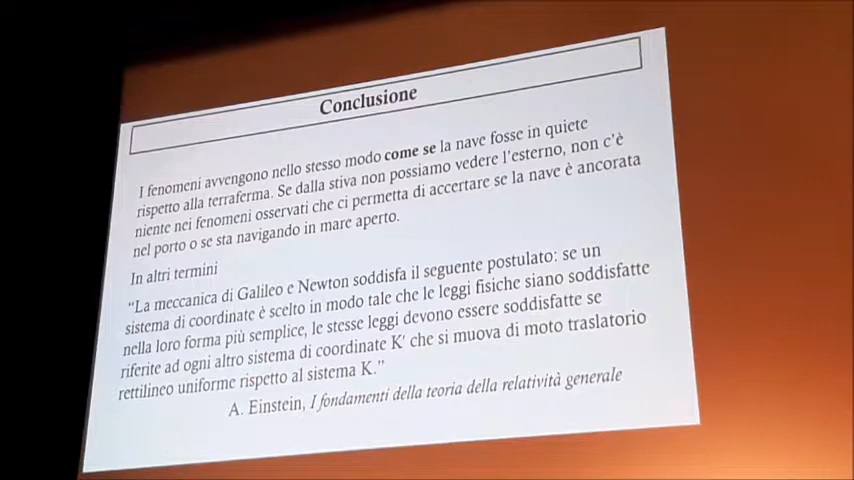 Conclusione
I fenomeni avvengono nello stesso modo come se la nave fosse in quiete
rispetto alla terraferma. Se dalla stiva non possiamo vedere l'esterno, non c'è
niente nei fenomeni osservati che ci permetta di accertare se la nave è ancorata
nel porto o se sta navigando in mare aperto.
In altri termini
“La meccanica di Galileo e Newton soddisfa il seguente postulato: se un
sistema di coordinate è scelto in modo tale che le leggi fisiche siano soddisfatte
nella loro forma più semplice, le stesse leggi devono essere soddisfatte se
riferite ad ogni altro sistema di coordinate K' che si muova di moto traslatorio
rettilineo uniforme rispetto al sistema K.”
A. Einstein, I fondamenti della teoria della relatività generale